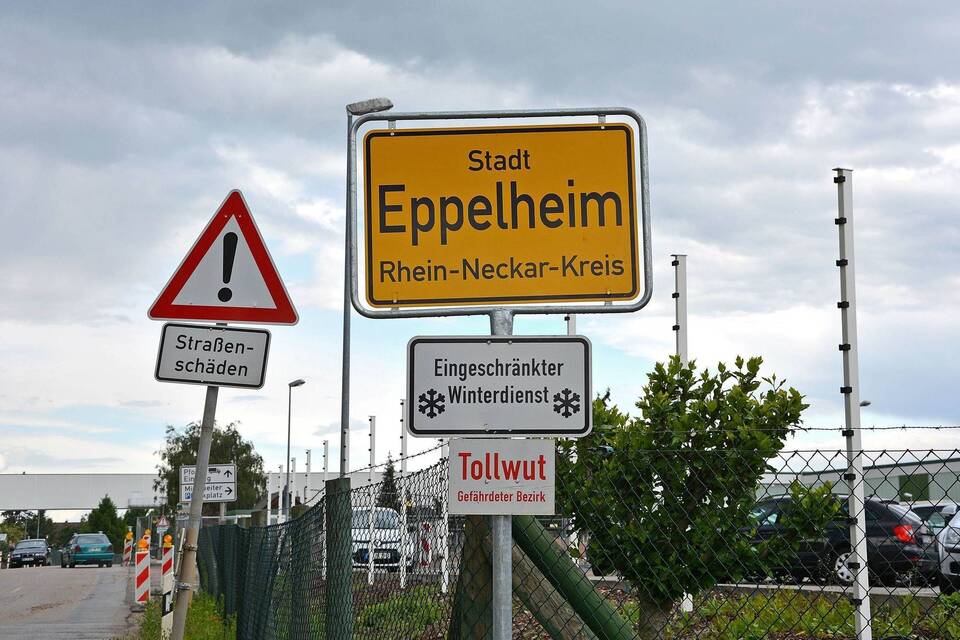 Stadt
Eppelheim
Rhein-Neckar-Kreis
Straßen-
schäden
Eingeschränkter
Winterdienst
Tollwut
Gefährdeter Bezirk